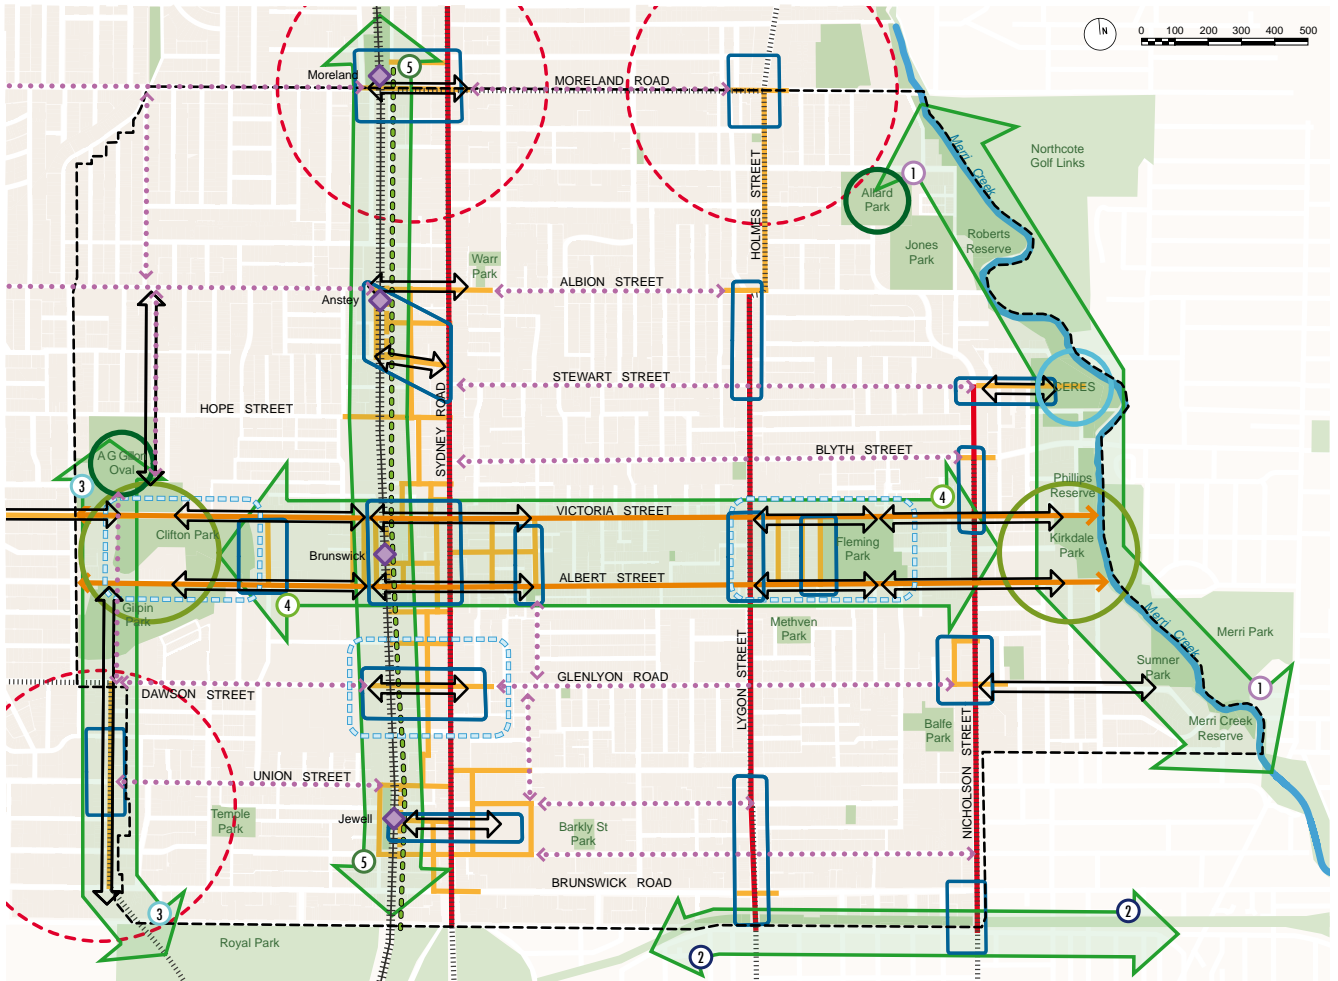 N
0 100 200 300 400 500
Moreland
5
MORELAND ROAD
Merri Creek
Northcote
Golf Links
1
Allard
Park
HOLMES STREET
Roberts
Reserve
Jones
Park
Warr
Park
ALBION STREET
Anstey
STEWART STREET
CERES
HOPE STREET
SYDNEY ROAD
BLYTH STREET
A G Gillon
Oval
3
4
Phillips
Reserve
VICTORIA STREET
Clifton Park
Brunswick
Fleming
Park
Kirkdale
Park
ALBERT STREET
4
Gilpin
Park
Methven
Park
Merri Creek
Merri Park
LYGON STREET
Sumner
Park
GLENLYON ROAD
DAWSON STREET
1
Merri Creek
Reserve
Balfe
Park
NICHOLSON STREET
UNION STREET
Temple
Park
Jewell
Barkly St
Park
5
BRUNSWICK ROAD
3
2
Royal Park
2